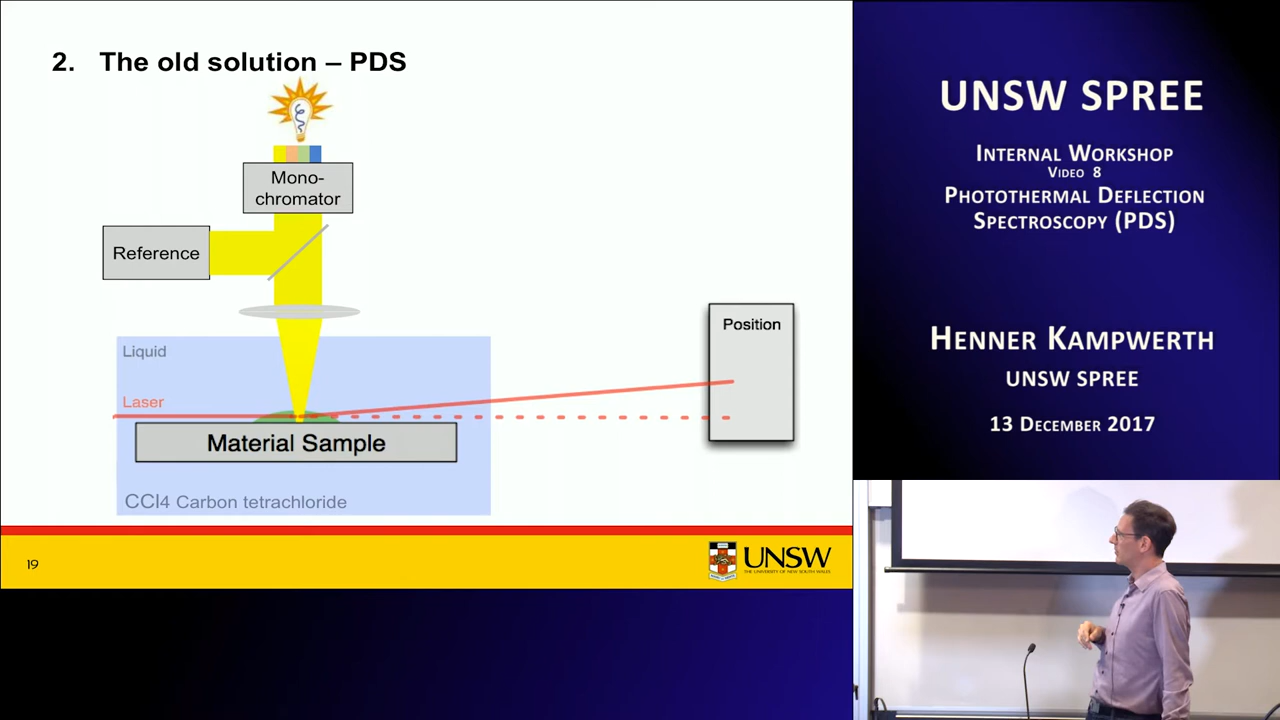 2. The old solution – PDS
Mono-
chromator
Reference
Position
Liquid
Laser
Material Sample
CCl4 Carbon tetrachloride
19
UNSW
THE UNIVERSITY OF NEW SOUTH WALES
UNSW SPREE
INTERNAL WORKSHOP
VIDEO 8
PHOTOTHERMAL DEFLECTION
SPECTROSCOPY (PDS)
HENNER KAMPWERTH
UNSW SPREE
13 DECEMBER 2017